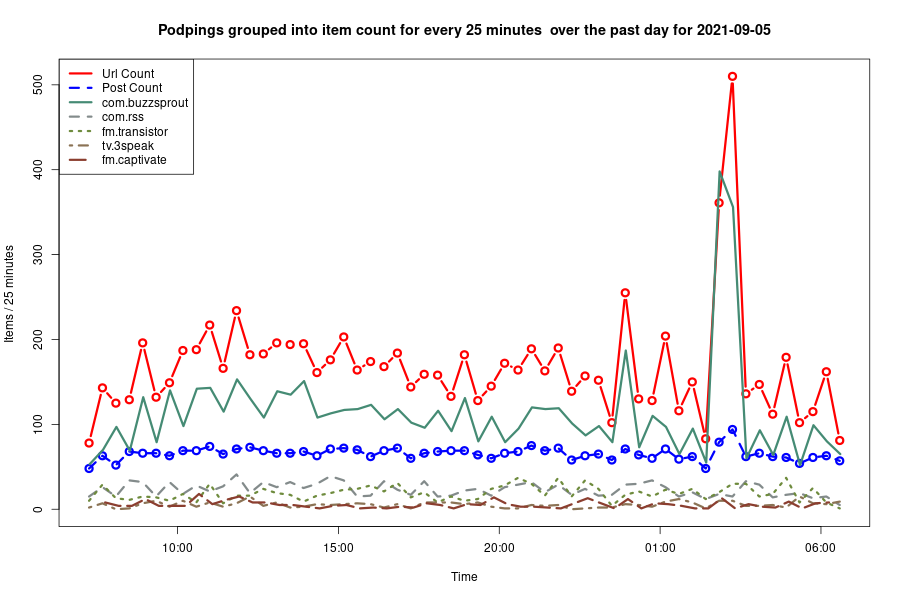 Podpings grouped into item count for every 25 minutes  over the past day for 2021-09-05
Url Count
Post Count
com.buzzsprout
com.rss
fm.transistor
tv.3speak
fm.captivate
Items / 25 minutes
500
400
300
200
100
0
10:00
15:00
20:00
01:00
06:00
Time